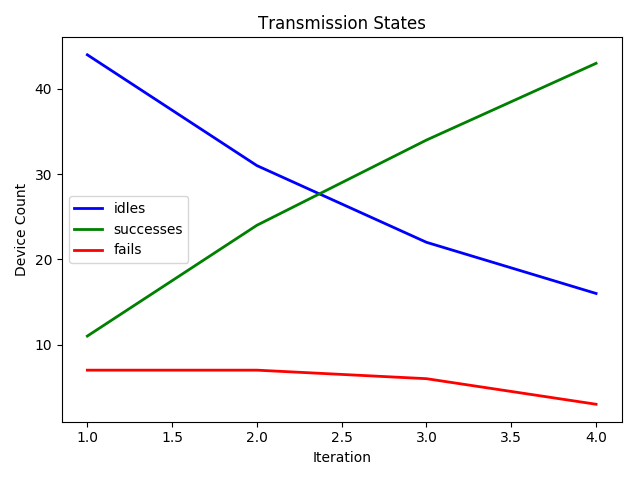 Transmission States
Device Count
40
30
20
10
idles
successes
fails
1.0 1.5 2.0 2.5 3.0 3.5 4.0
Iteration